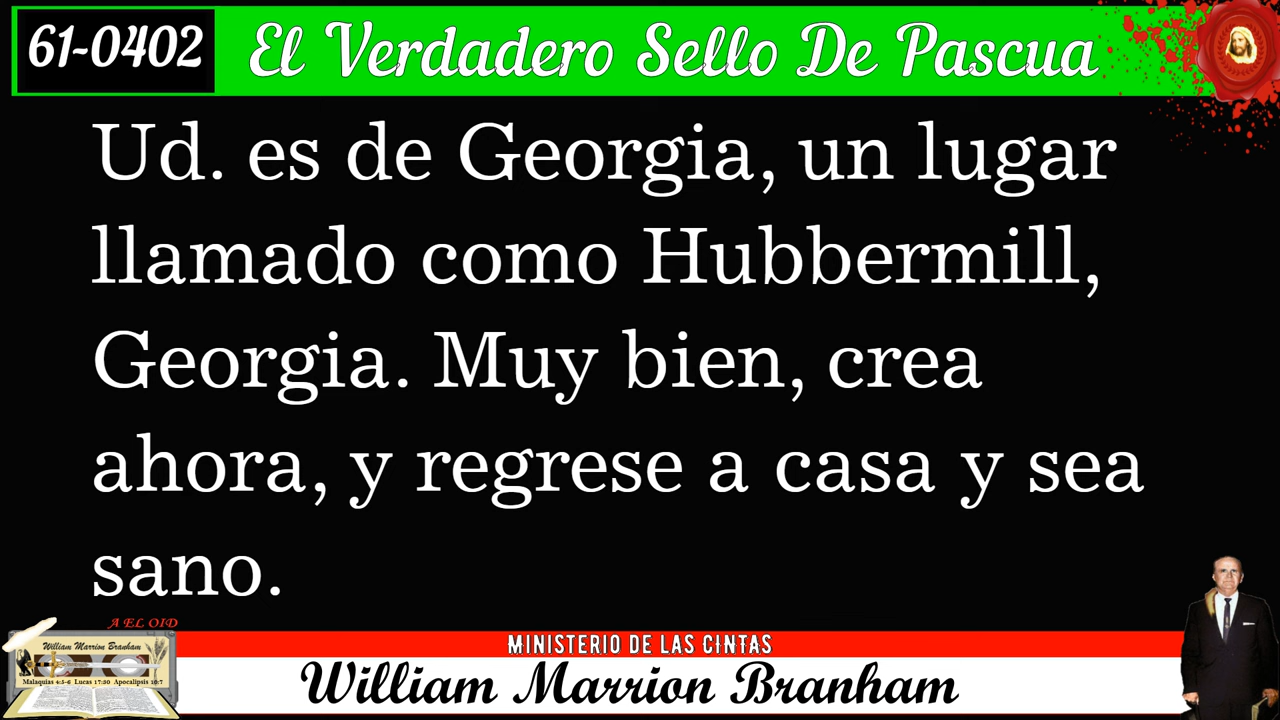 61-0402 El Verdadero Sello De Pascua
Ud. es de Georgia, un lugar
llamado como Hubbermill,
Georgia. Muy bien, crea
ahora, y regrese a casa y sea
sano.
A EL OID
William Marrion Branham
Malaquias 4:5-6 Lucas 17:30 Apocalipsis 10:7
MINISTERIO DE LAS CINTAS
William Marrion Branham